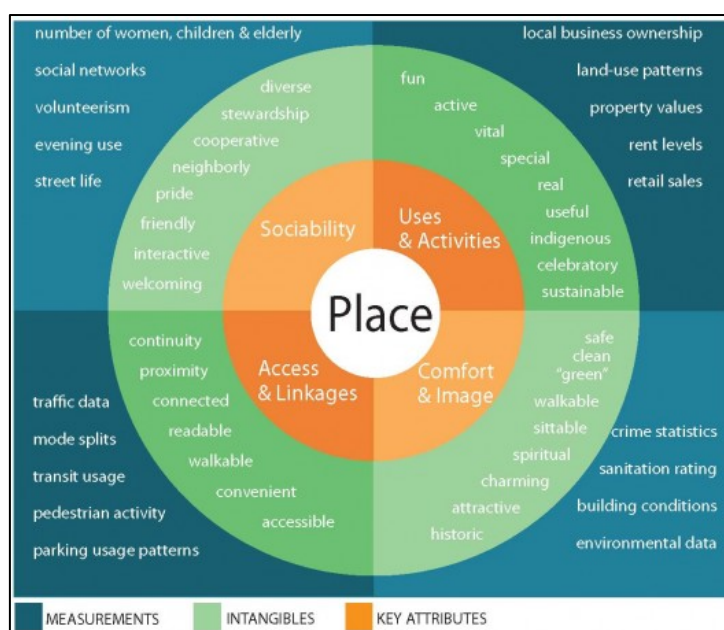 number of women, children & elderly
social networks
volunteerism
evening use
street life
diverse
stewardship
cooperative
neighborly
pride
friendly
interactive
welcoming
Sociability
local business ownership
land-use patterns
property values
rent levels
retail sales
fun
active
vital
special
real
useful
indigenous
celebratory
sustainable
Uses
& Activities
Place
continuity
proximity
connected
readable
walkable
convenient
accessible
Access
& Linkages
traffic data
mode splits
transit usage
pedestrian activity
parking usage patterns
Comfort
& Image
safe
clean
"green"
walkable
sittable
spiritual
charming
attractive
historic
crime statistics
sanitation rating
building conditions
environmental data
MEASUREMENTS
INTANGIBLES
KEY ATTRIBUTES